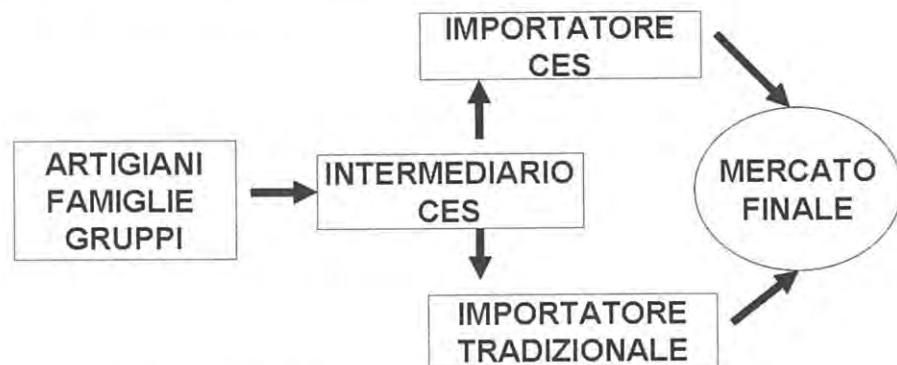 IMPORTATORE
CES
ARTIGIANI
FAMIGLIE
GRUPPI
INTERMEDIARIO
CES
MERCATO
FINALE
IMPORTATORE
TRADIZIONALE